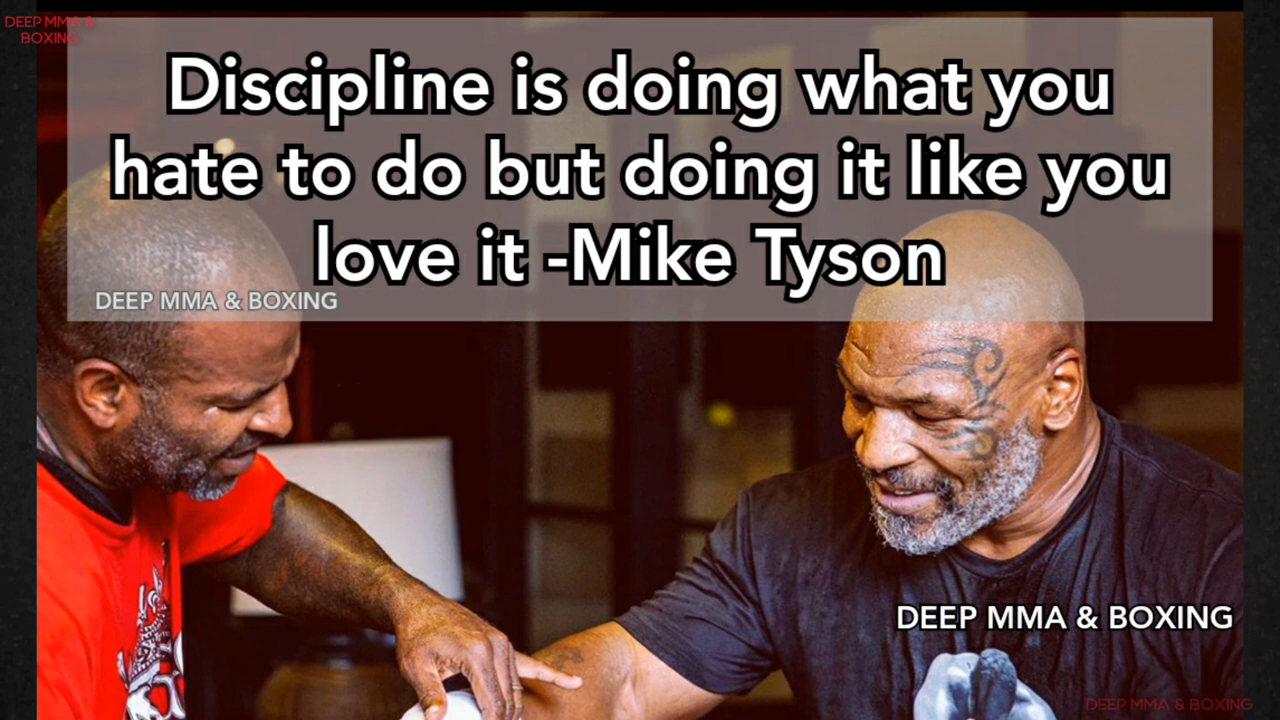 DEEP MMA &
BOXING
Discipline is doing what you
hate to do but doing it like you
love it -Mike Tyson
DEEP MMA & BOXING
DEEP MMA & BOXING
DEEP MMA & BOXING